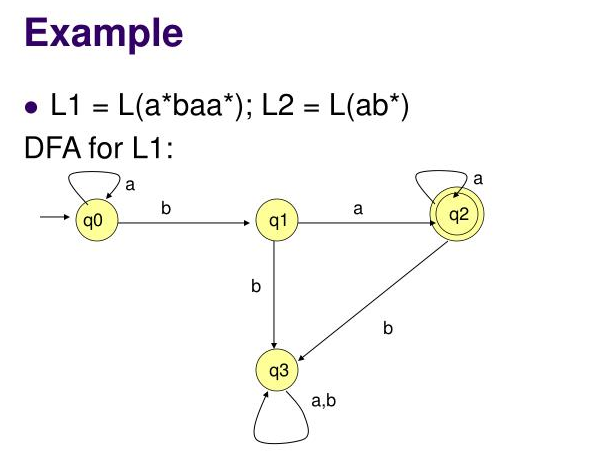 Example
• L1 = L(a*baa*); L2 = L(ab*)
DFA for L1:
a
a
b
a
q0
q1
q2
b
b
q3
a,b